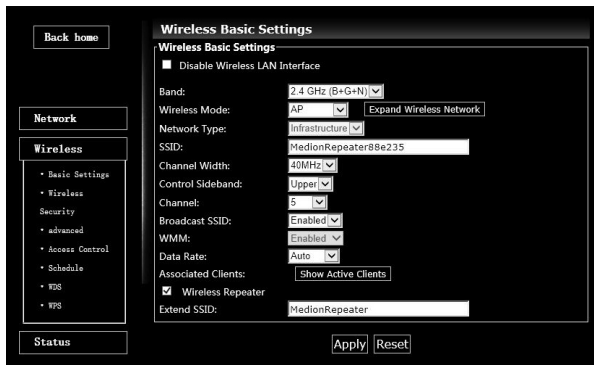 Back home
Network
Wireless
• Basic Settings
• Wireless
Security
• advanced
• Access Control
• Schedule
• WDS
• WPS
Status
Wireless Basic Settings
Wireless Basic Settings
Disable Wireless LAN Interface
Band: 2.4 GHz (B+G+N)
Wireless Mode: AP Expand Wireless Network
Network Type: Infrastructure
SSID: MedionRepeater88e235
Channel Width: 40MHz
Control Sideband: Upper
Channel: 5
Broadcast SSID: Enabled
WMM: Enabled
Data Rate: Auto
Associated Clients: Show Active Clients
Wireless Repeater
Extend SSID: MedionRepeater
Apply Reset